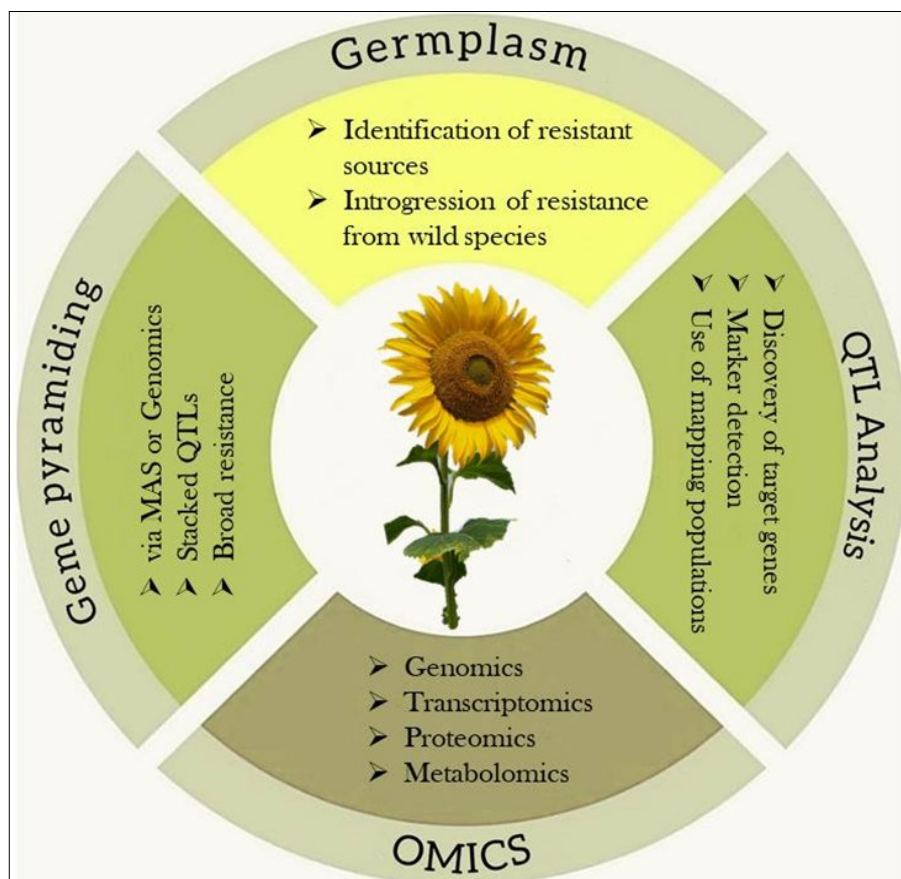 Germplasm
➢ Identification of resistant
sources
➢ Introgression of resistance
from wild species
QTL Analysis
➢ Discovery of target genes
➢ Marker detection
➢ Use of mapping populations
OMICS
➢ Genomics
➢ Transcriptomics
➢ Proteomics
➢ Metabolomics
Gene pyramiding
➢ via MAS or Genomics
➢ Stacked QTLs
➢ Broad resistance